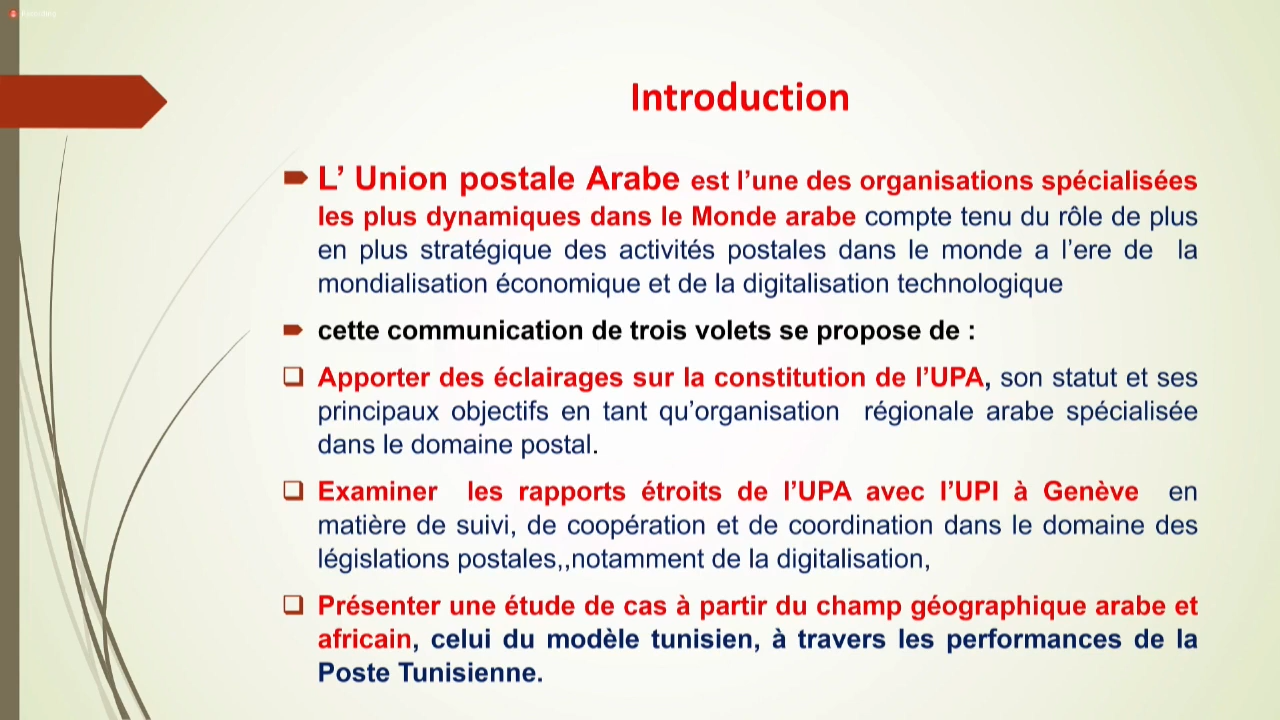 Introduction
L’ Union postale Arabe est l’une des organisations spécialisées
les plus dynamiques dans le Monde arabe compte tenu du rôle de plus
en plus stratégique des activités postales dans le monde a l’ere de la
mondialisation économique et de la digitalisation technologique
cette communication de trois volets se propose de :
Apporter des éclairages sur la constitution de l’UPA, son statut et ses
principaux objectifs en tant qu’organisation régionale arabe spécialisée
dans le domaine postal.
Examiner les rapports étroits de l’UPA avec l’UPI à Genève en
matière de suivi, de coopération et de coordination dans le domaine des
législations postales,,notamment de la digitalisation,
Présenter une étude de cas à partir du champ géographique arabe et
africain, celui du modèle tunisien, à travers les performances de la
Poste Tunisienne.